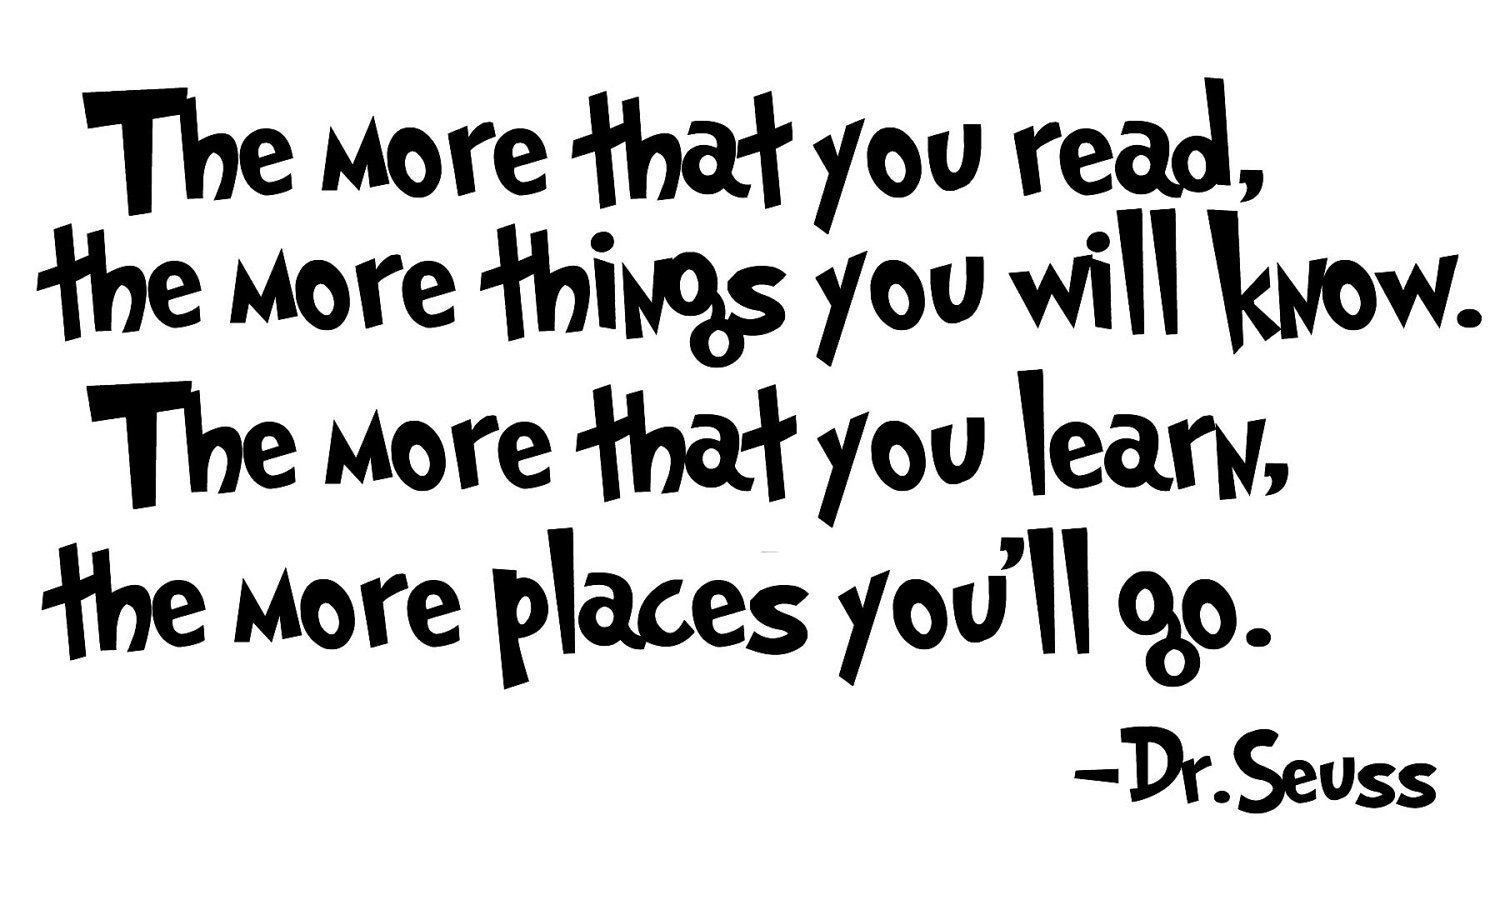 The more that you read,
the more things you will know.
The more that you learn,
the more places you'll go.
-Dr. Seuss